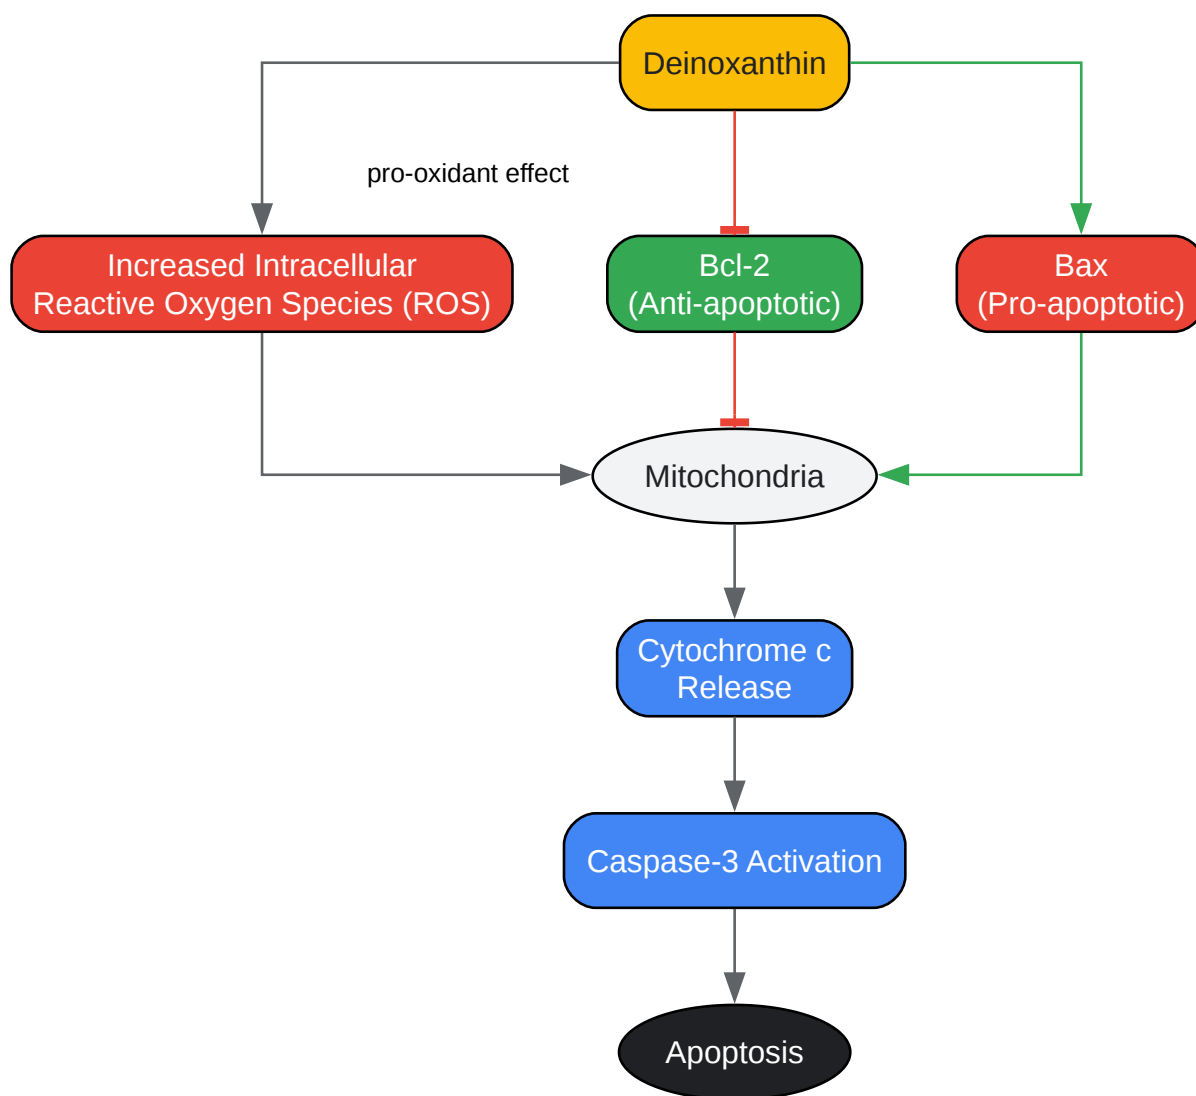 Deinoxanthin
pro-oxidant effect
Increased Intracellular
Reactive Oxygen Species (ROS)
Bcl-2
(Anti-apoptotic)
Bax
(Pro-apoptotic)
Mitochondria
Cytochrome c
Release
Caspase-3 Activation
Apoptosis